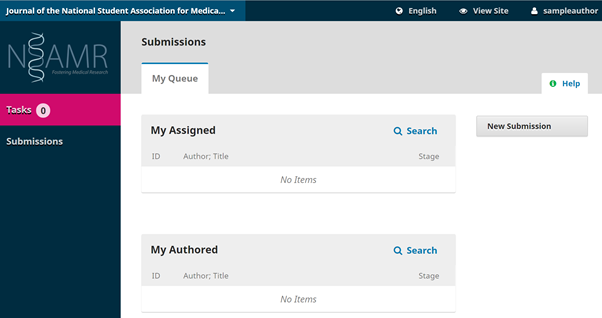 Journal of the National Student Association for Medica...
English
View Site
sampleauthor
NSAMR
Fostering Medical Research
Tasks 0
Submissions
Submissions
My Queue
Help
My Assigned
Search
ID Author; Title Stage
No Items
New Submission
My Authored
Search
ID Author; Title Stage
No Items